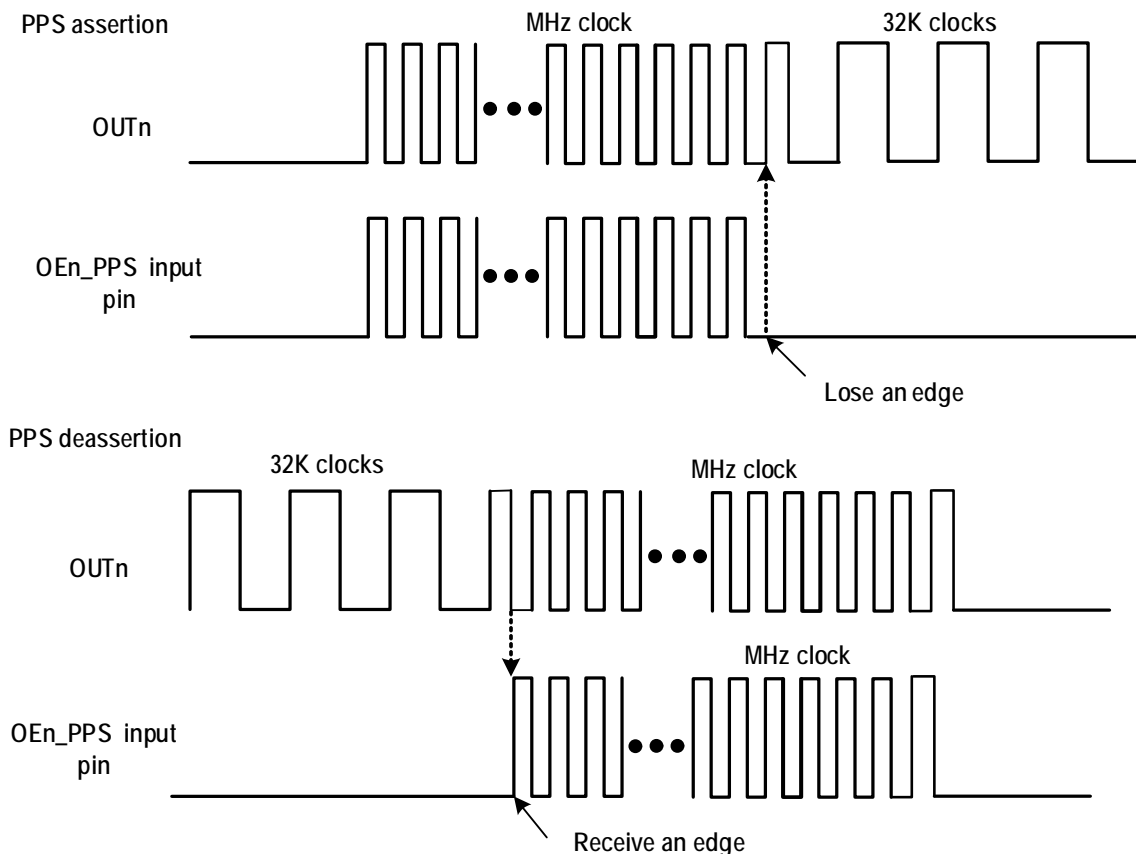 PPS assertion
MHz clock
32K clocks
OUTn
OEn_PPS input
pin
Lose an edge
PPS deassertion
32K clocks
MHz clock
OUTn
MHz clock
OEn_PPS input
pin
Receive an edge